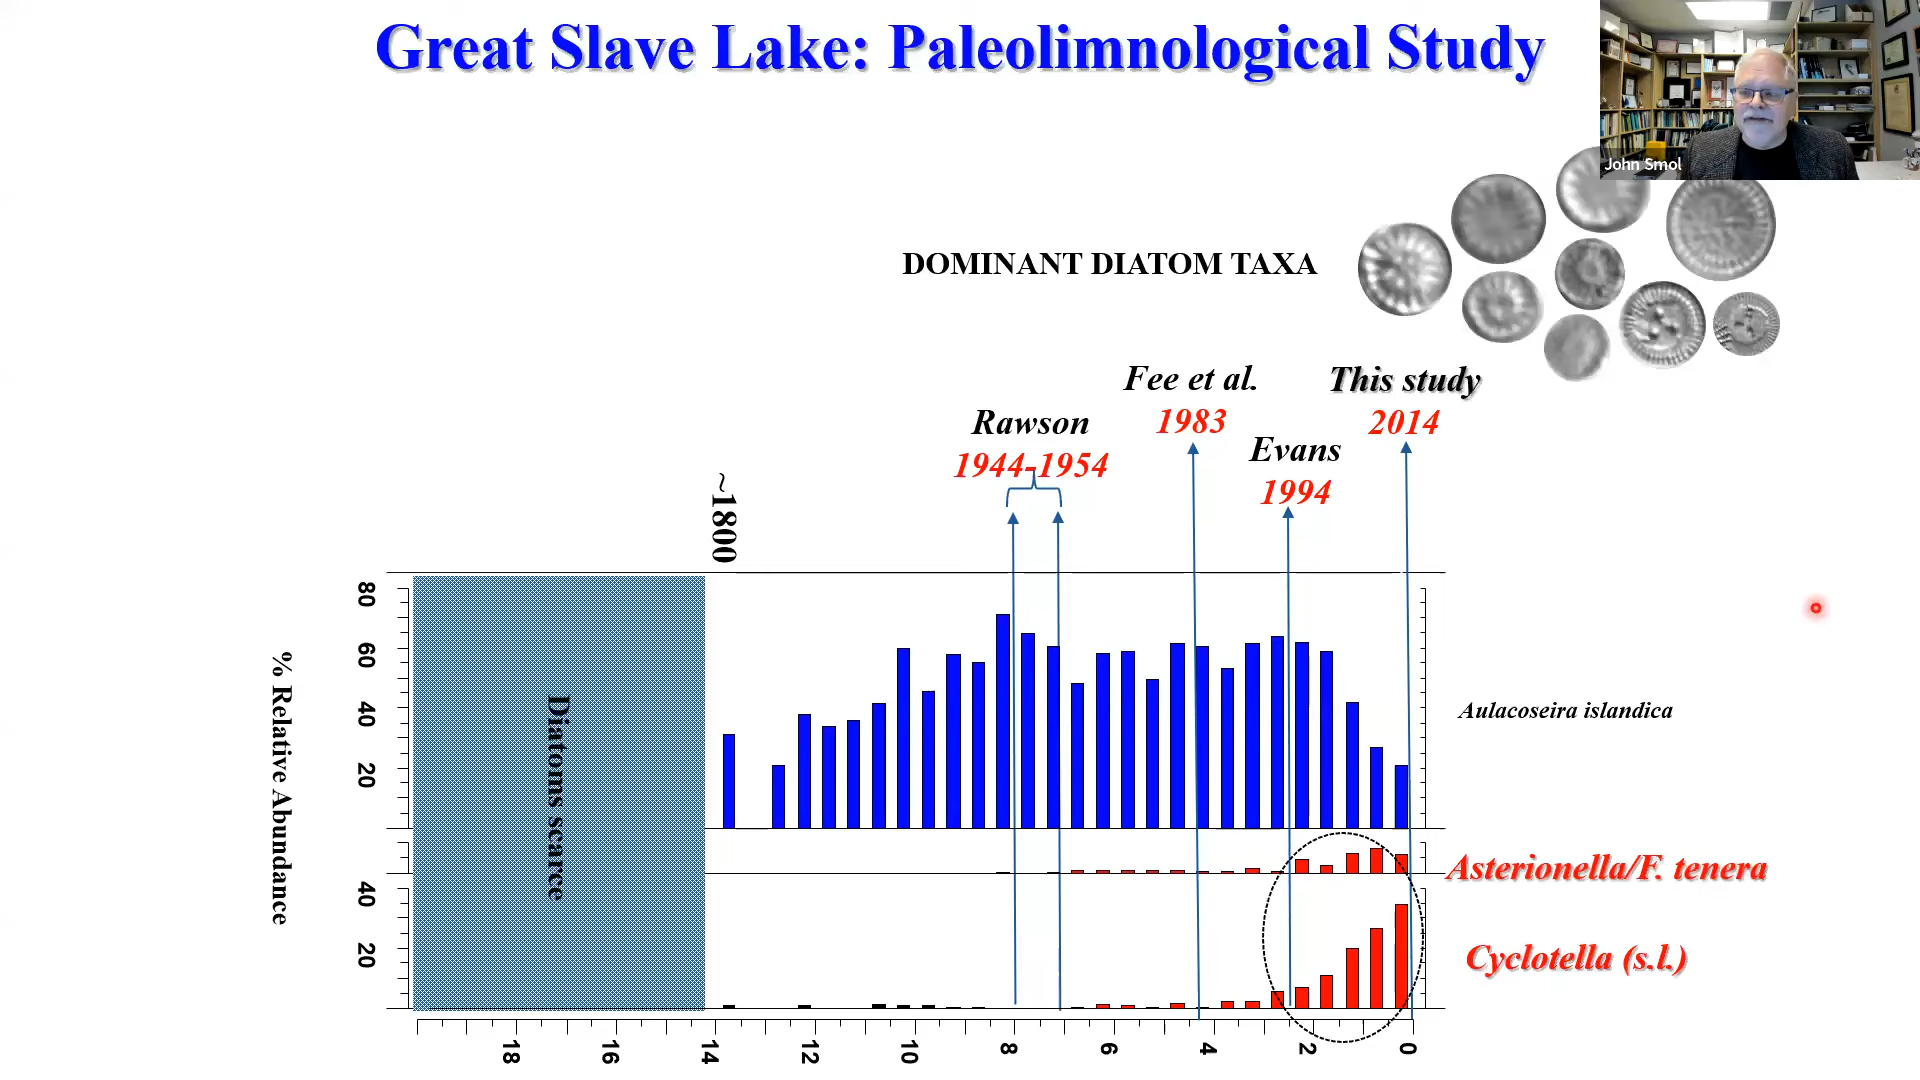 Great Slave Lake: Paleolimnological Study
John Smol
DOMINANT DIATOM TAXA
Fee et al.
1983
This study
2014
Rawson
1944-1954
Evans
1994
~1800
80
60
40
20
40
20
% Relative Abundance
Diatoms scarce
Aulacoseira islandica
Asterionella/F. tenera
Cyclotella (s.l.)
18
16
14
12
10
8
6
4
2
0